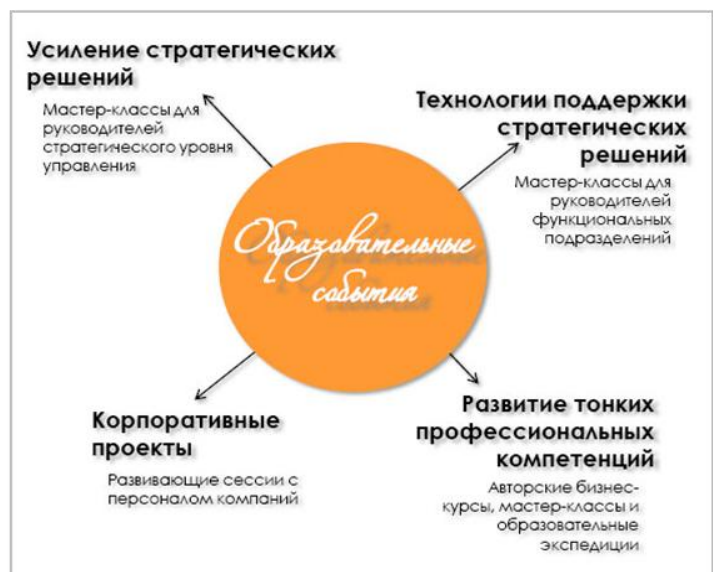 Усиление стратегических
решений
Мастер-классы для
руководителей
стратегического уровня
управления
Технологии поддержки
стратегических
решений
Мастер-классы для
руководителей
функциональных
подразделений
Образовательные
события
Корпоративные
проекты
Развивающие сессии с
персоналом компаний
Развитие тонких
профессиональных
компетенций
Авторские бизнес-
курсы, мастер-классы и
образовательные
экспедиции